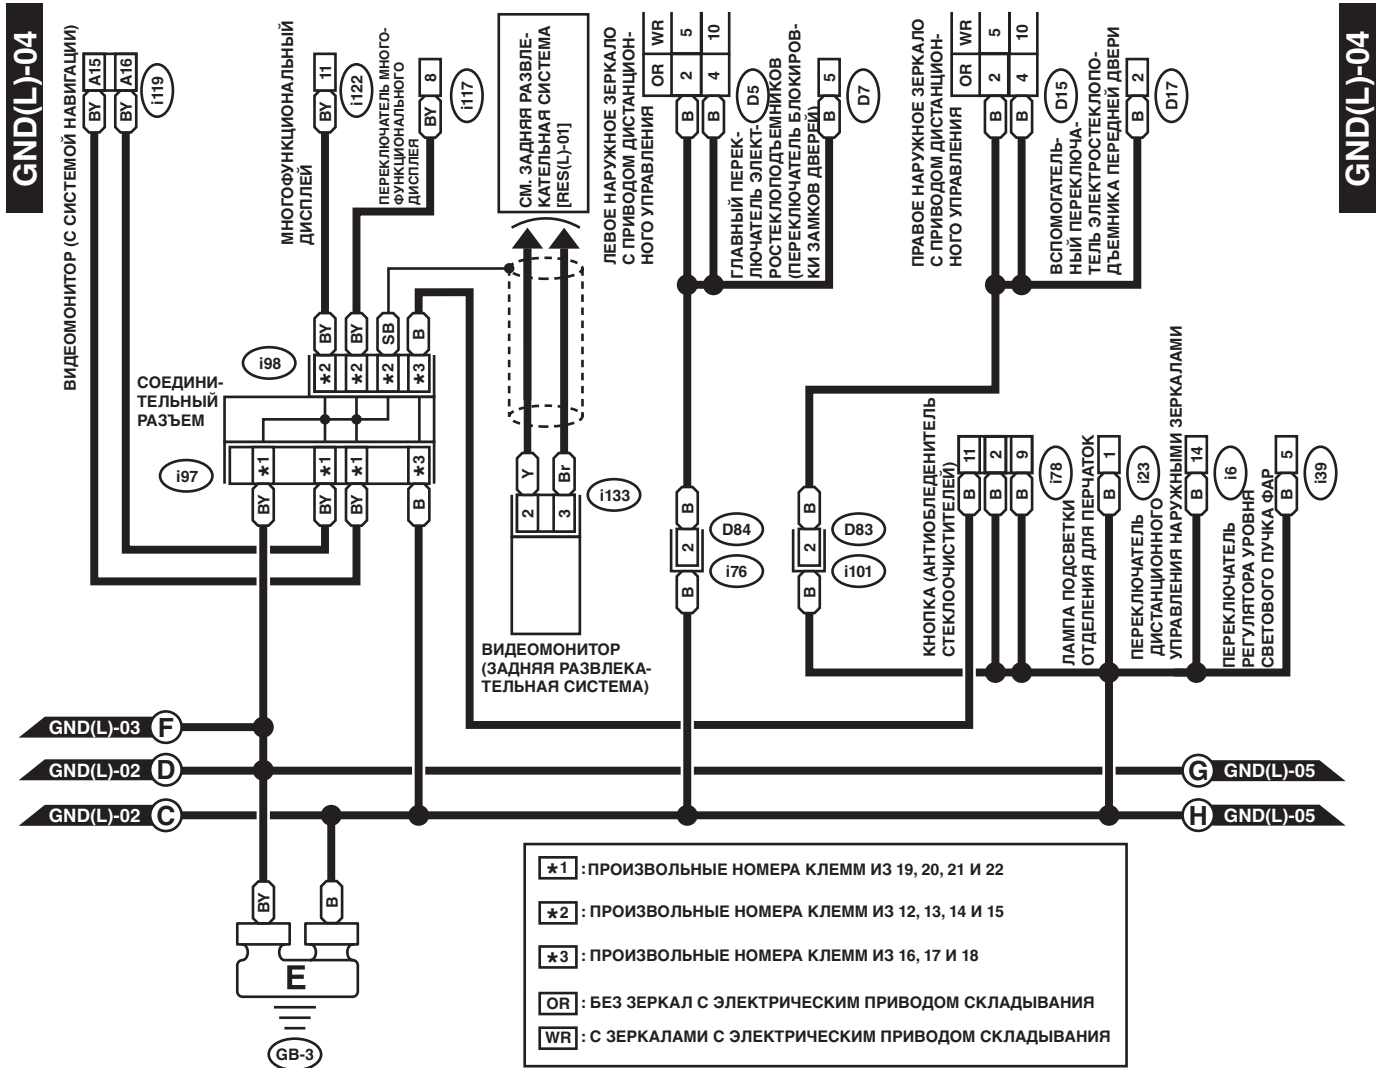 GND(L)-04
GND(L)-04
ВИДЕОМОНИТОР (С СИСТЕМОЙ НАВИГАЦИИ)
A15
A16
BY
BY
i119
МНОГОФУНКЦИОНАЛЬНЫЙ
ДИСПЛЕЙ
11
BY
i122
ПЕРЕКЛЮЧАТЕЛЬ МНОГО-
ФУНКЦИОНАЛЬНОГО
ДИСПЛЕЯ
8
BY
i117
СМ. ЗАДНЯЯ РАЗВЛЕ-
КАТЕЛЬНАЯ СИСТЕМА
[RES(L)-01]
ЛЕВОЕ НАРУЖНОЕ ЗЕРКАЛО
С ПРИВОДОМ ДИСТАНЦИОН-
НОГО УПРАВЛЕНИЯ
WR 5 10
OR 2 4
B
B
D5
ГЛАВНЫЙ ПЕРЕК-
ЛЮЧАТЕЛЬ ЭЛЕКТ-
РОСТЕКЛОПОДЪЕМНИКОВ
(ПЕРЕКЛЮЧАТЕЛЬ БЛОКИРОВ-
КИ ЗАМКОВ ДВЕРЕЙ)
5
B
D7
ПРАВОЕ НАРУЖНОЕ ЗЕРКАЛО
С ПРИВОДОМ ДИСТАНЦИОН-
НОГО УПРАВЛЕНИЯ
WR 5 10
OR 2 4
B
B
D15
ВСПОМОГАТЕЛЬ-
НЫЙ ПЕРЕКЛЮЧА-
ТЕЛЬ ЭЛЕКТРОСТЕКЛОПО-
ДЪЕМНИКА ПЕРЕДНЕЙ ДВЕРИ
2
B
D17
BY
BY
SB
B
i98
*2
*2
*2
*3
СОЕДИНИ-
ТЕЛЬНЫЙ
РАЗЪЕМ
i97
*1
*1
*1
*3
BY
BY
BY
B
Y
Br
2
3
i133
ВИДЕОМОНИТОР
(ЗАДНЯЯ РАЗВЛЕКА-
ТЕЛЬНАЯ СИСТЕМА)
B
2
B
D84
i76
B
2
B
D83
i101
КНОПКА (АНТИОБЛЕДЕНИТЕЛЬ
СТЕКЛООЧИСТИТЕЛЕЙ)
11
2
9
B
B
B
i78
ЛАМПА ПОДСВЕТКИ
ОТДЕЛЕНИЯ ДЛЯ ПЕРЧАТОК
1
B
i23
ПЕРЕКЛЮЧАТЕЛЬ
ДИСТАНЦИОННОГО
УПРАВЛЕНИЯ НАРУЖНЫМИ ЗЕРКАЛАМИ
14
B
i6
ПЕРЕКЛЮЧАТЕЛЬ
РЕГУЛЯТОРА УРОВНЯ
СВЕТОВОГО ПУЧКА ФАР
5
B
i39
GND(L)-03 F
GND(L)-02 D
G GND(L)-05
GND(L)-02 C
H GND(L)-05
BY
B
E
GB-3
*1 : ПРОИЗВОЛЬНЫЕ НОМЕРА КЛЕММ ИЗ 19, 20, 21 И 22
*2 : ПРОИЗВОЛЬНЫЕ НОМЕРА КЛЕММ ИЗ 12, 13, 14 И 15
*3 : ПРОИЗВОЛЬНЫЕ НОМЕРА КЛЕММ ИЗ 16, 17 И 18
OR : БЕЗ ЗЕРКАЛ С ЭЛЕКТРИЧЕСКИМ ПРИВОДОМ СКЛАДЫВАНИЯ
WR : С ЗЕРКАЛАМИ С ЭЛЕКТРИЧЕСКИМ ПРИВОДОМ СКЛАДЫВАНИЯ